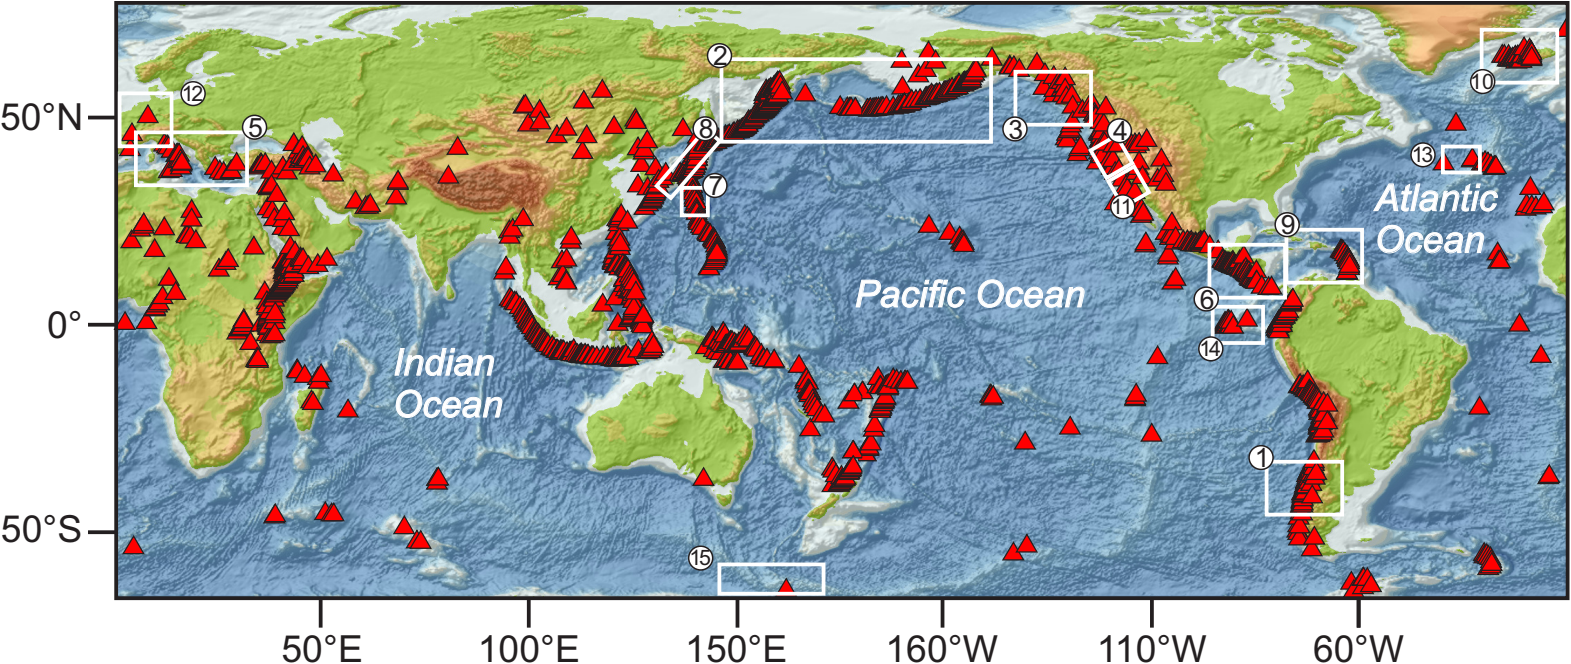 2
10
12
50°N
5
8
3
4
13
7
Atlantic
Ocean
11
9
Pacific Ocean
6
0°
14
Indian
Ocean
1
50°S
15
50°E
100°E
150°E
160°W
110°W
60°W